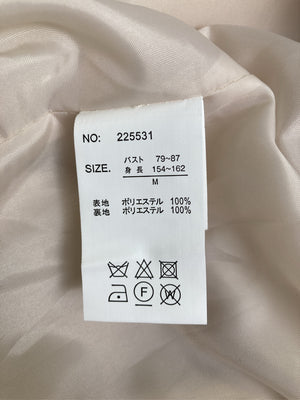 NO: 225531
SIZE. バスト 79~87
身長 154~162
M
表地 ポリエステル 100%
裏地 ポリエステル 100%
F W